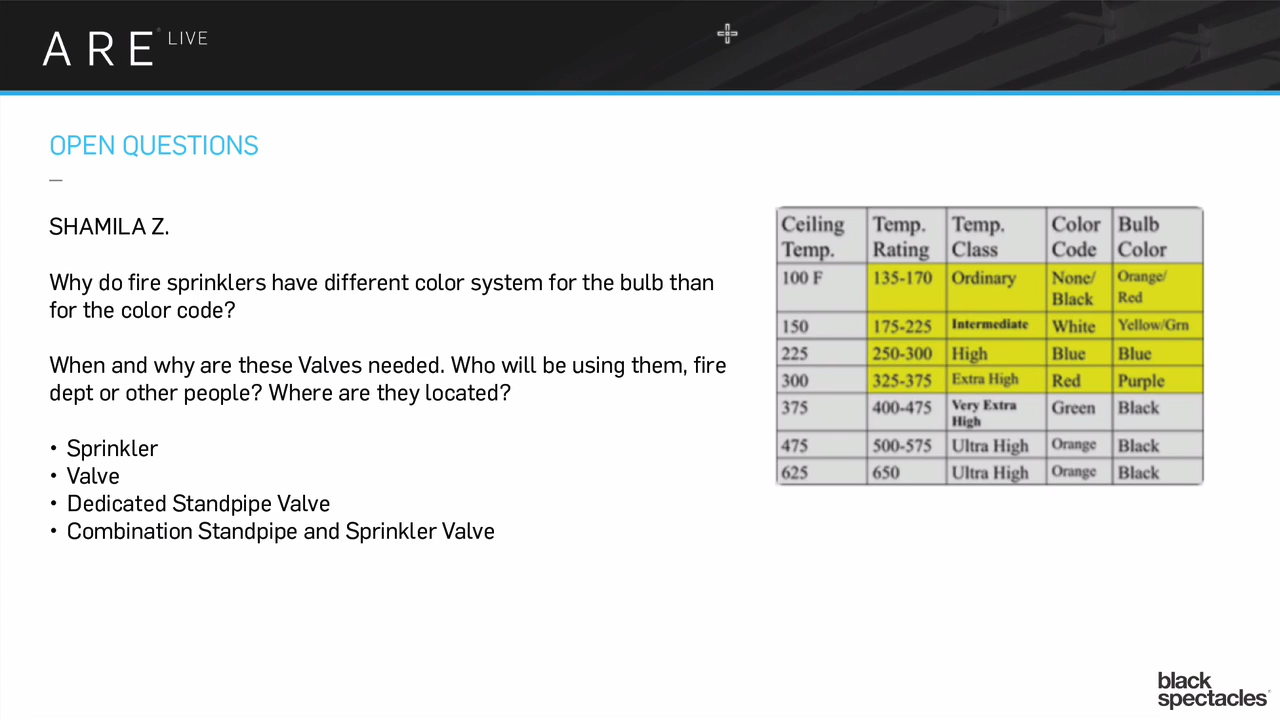 ARE® LIVE
OPEN QUESTIONS
SHAMILA Z.
Why do fire sprinklers have different color system for the bulb than
for the color code?
When and why are these Valves needed. Who will be using them, fire
dept or other people? Where are they located?
• Sprinkler
• Valve
• Dedicated Standpipe Valve
• Combination Standpipe and Sprinkler Valve
Ceiling Temp. Temp. Rating Temp. Class Color Code Bulb Color
100 F 135-170 Ordinary None/Black Orange/Red
150 175-225 Intermediate White Yellow/Grn
225 250-300 High Blue Blue
300 325-375 Extra High Red Purple
375 400-475 Very Extra High Green Black
475 500-575 Ultra High Orange Black
625 650 Ultra High Orange Black
black
spectacles